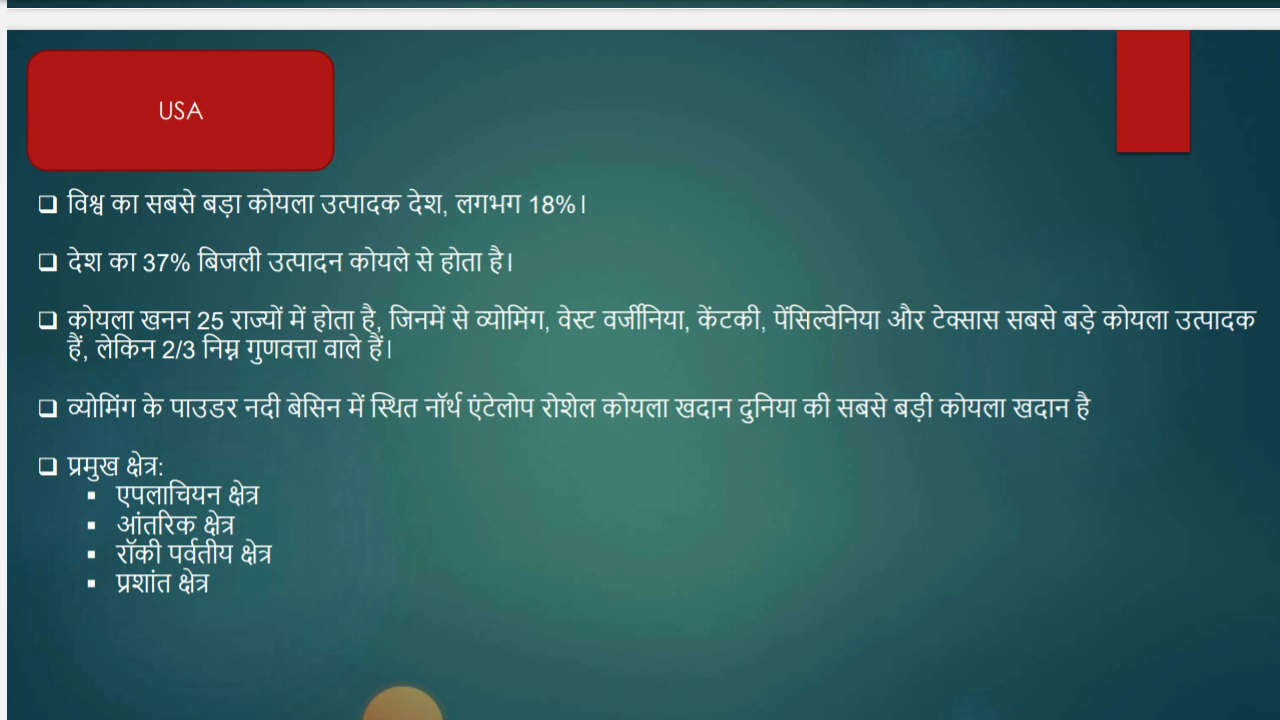 USA
❑ विश्व का सबसे बड़ा कोयला उत्पादक देश, लगभग 18%।
❑ देश का 37% बिजली उत्पादन कोयले से होता है।
❑ कोयला खनन 25 राज्यों में होता है, जिनमें से व्योमिंग, वेस्ट वर्जीनिया, केंटकी, पेंसिल्वेनिया और टेक्सास सबसे बड़े कोयला उत्पादक
हैं, लेकिन 2/3 निम्न गुणवत्ता वाले हैं।
❑ व्योमिंग के पाउडर नदी बेसिन में स्थित नॉर्थ एंटेलोप रोशेल कोयला खदान दुनिया की सबसे बड़ी कोयला खदान है
❑ प्रमुख क्षेत्र:
▪ एपलाचियन क्षेत्र
▪ आंतरिक क्षेत्र
▪ रॉकी पर्वतीय क्षेत्र
▪ प्रशांत क्षेत्र